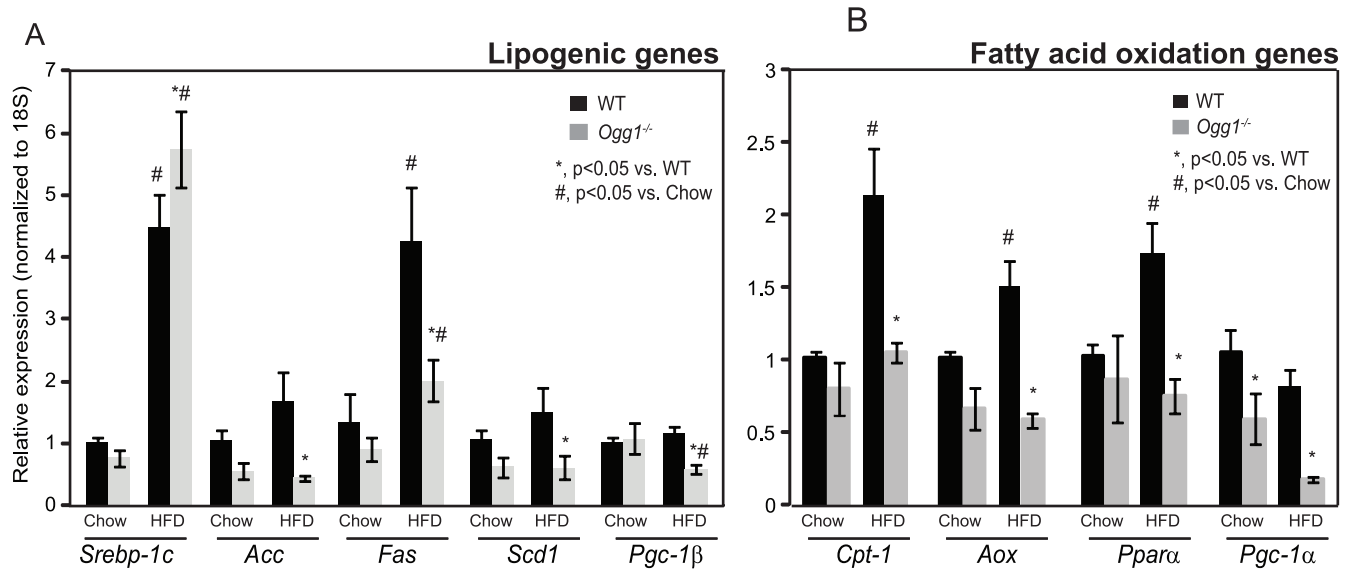 A
Lipogenic genes
Relative expression (normalized to 18S)
7
6
5
4
3
2
1
0
WT
Ogg1-/-
*, p<0.05 vs. WT
#, p<0.05 vs. Chow
#
*#
*
#
*#
*
*#
Chow HFD Chow HFD Chow HFD Chow HFD Chow HFD
Srebp-1c Acc Fas Scd1 Pgc-1β
B
Fatty acid oxidation genes
3
2.5
2
1.5
1
0.5
0
WT
Ogg1-/-
*, p<0.05 vs. WT
#, p<0.05 vs. Chow
#
*
#
*
#
*
*
*
Chow HFD Chow HFD Chow HFD Chow HFD
Cpt-1 Aox Pparα Pgc-1α